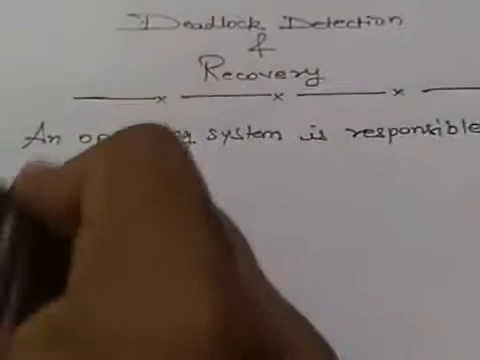 Deadlock Detection
&
Recovery
An system is responsible